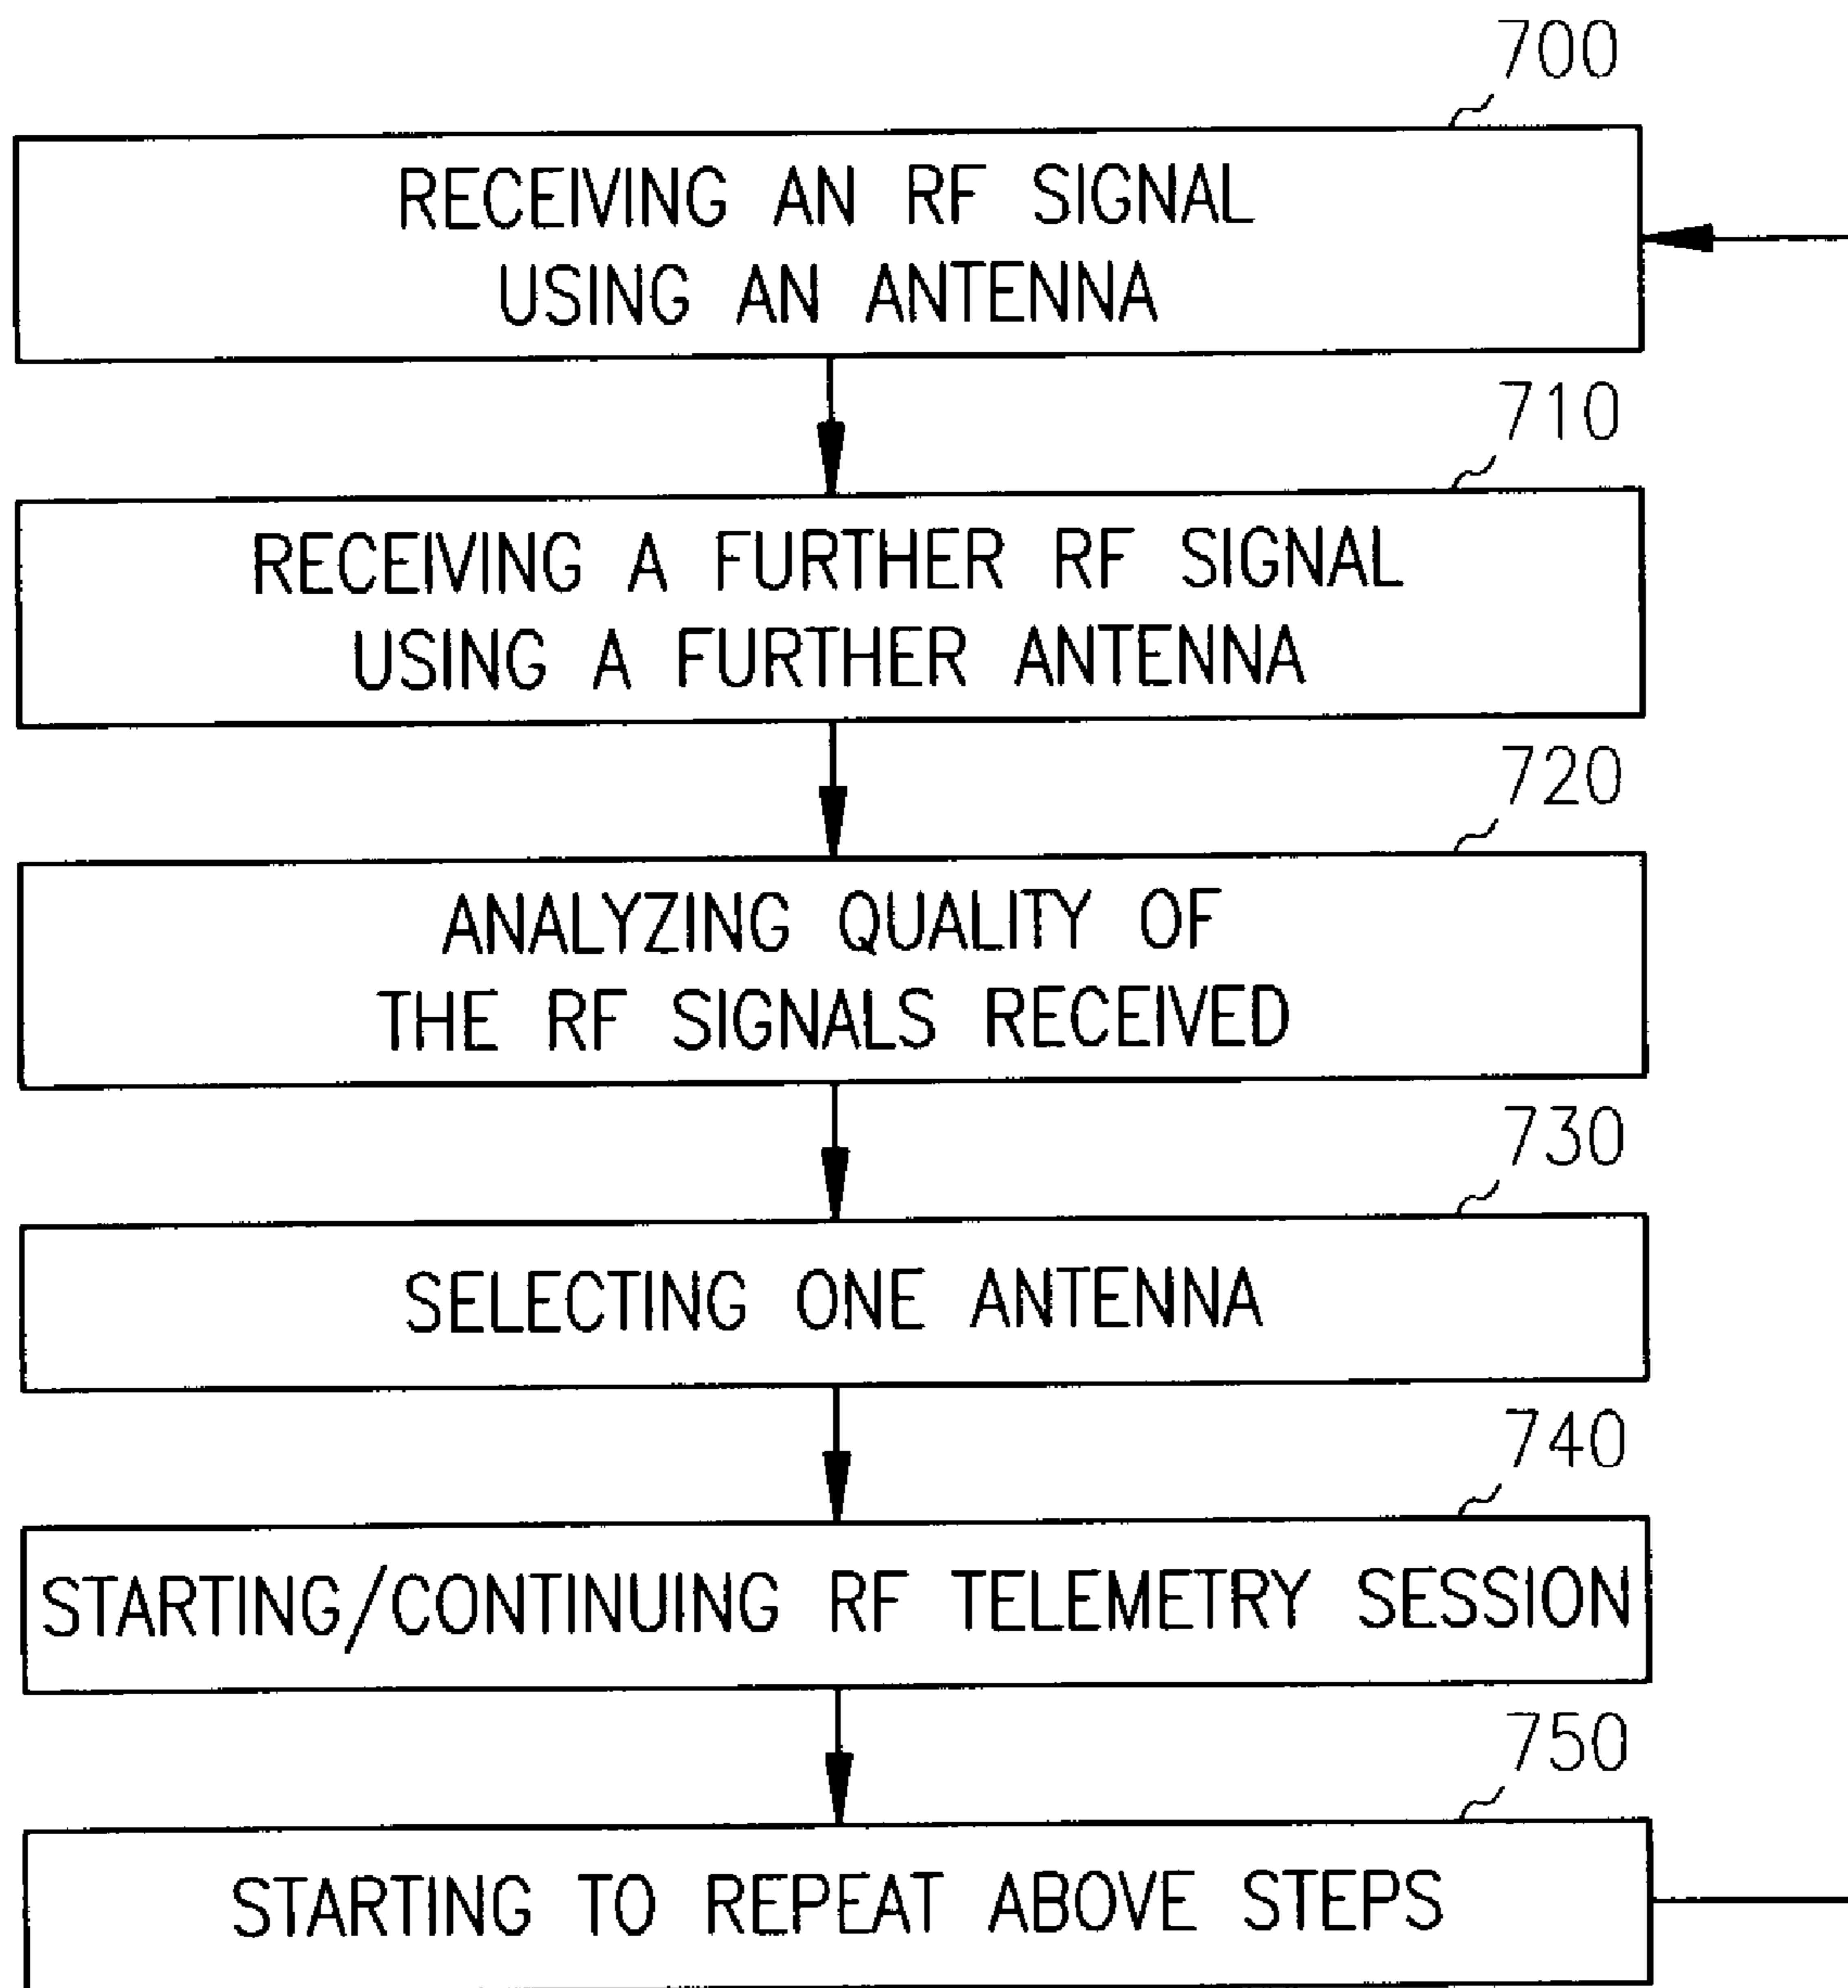 700
RECEIVING AN RF SIGNAL
USING AN ANTENNA
710
RECEIVING A FURTHER RF SIGNAL
USING A FURTHER ANTENNA
720
ANALYZING QUALITY OF
THE RF SIGNALS RECEIVED
730
SELECTING ONE ANTENNA
740
STARTING/CONTINUING RF TELEMETRY SESSION
750
STARTING TO REPEAT ABOVE STEPS